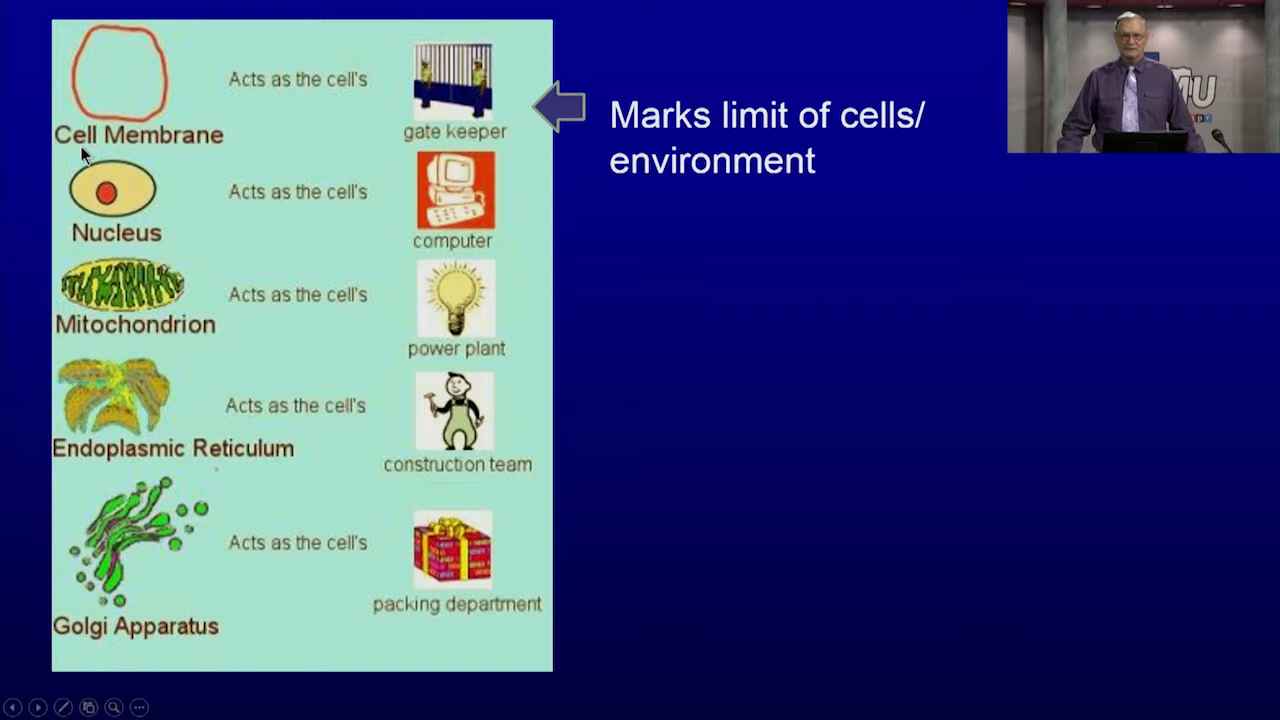 Acts as the cell's
Cell Membrane
gate keeper
Marks limit of cells/
environment
Acts as the cell's
Nucleus
computer
Acts as the cell's
Mitochondrion
power plant
Acts as the cell's
Endoplasmic Reticulum
construction team
Acts as the cell's
packing department
Golgi Apparatus